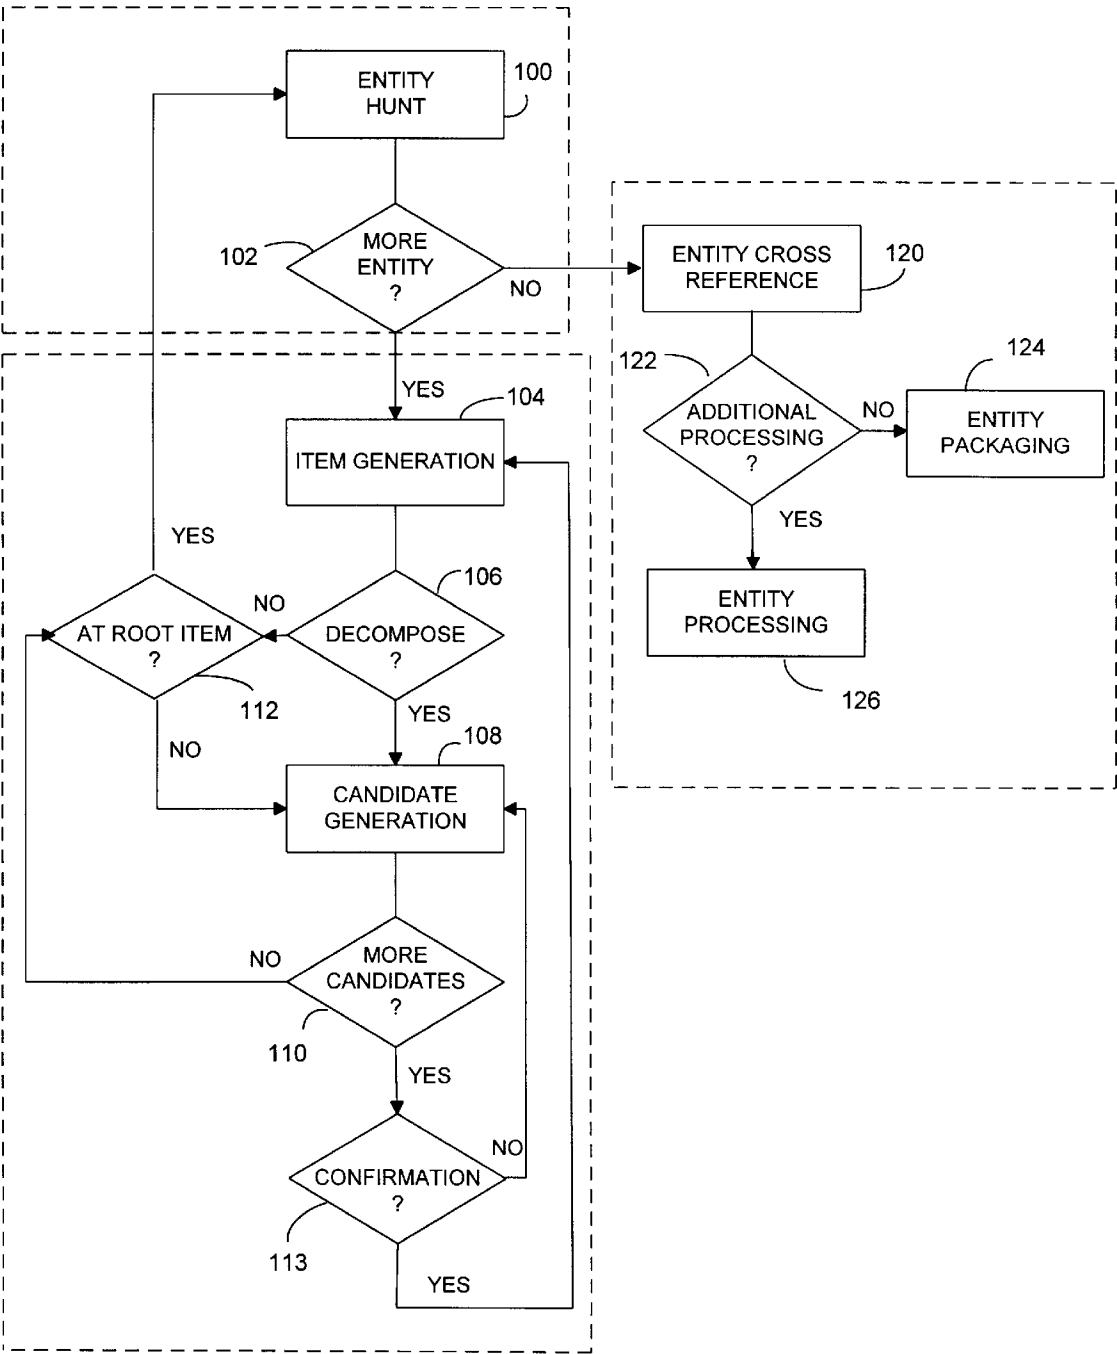 ENTITY
HUNT
100
MORE
ENTITY
?
102
NO
YES
ENTITY CROSS
REFERENCE
120
122
ADDITIONAL
PROCESSING
?
NO
124
ENTITY
PACKAGING
YES
ENTITY
PROCESSING
126
104
ITEM GENERATION
YES
106
NO
DECOMPOSE
?
AT ROOT ITEM
?
112
YES
NO
108
CANDIDATE
GENERATION
NO
MORE
CANDIDATES
?
110
YES
NO
CONFIRMATION
?
113
YES